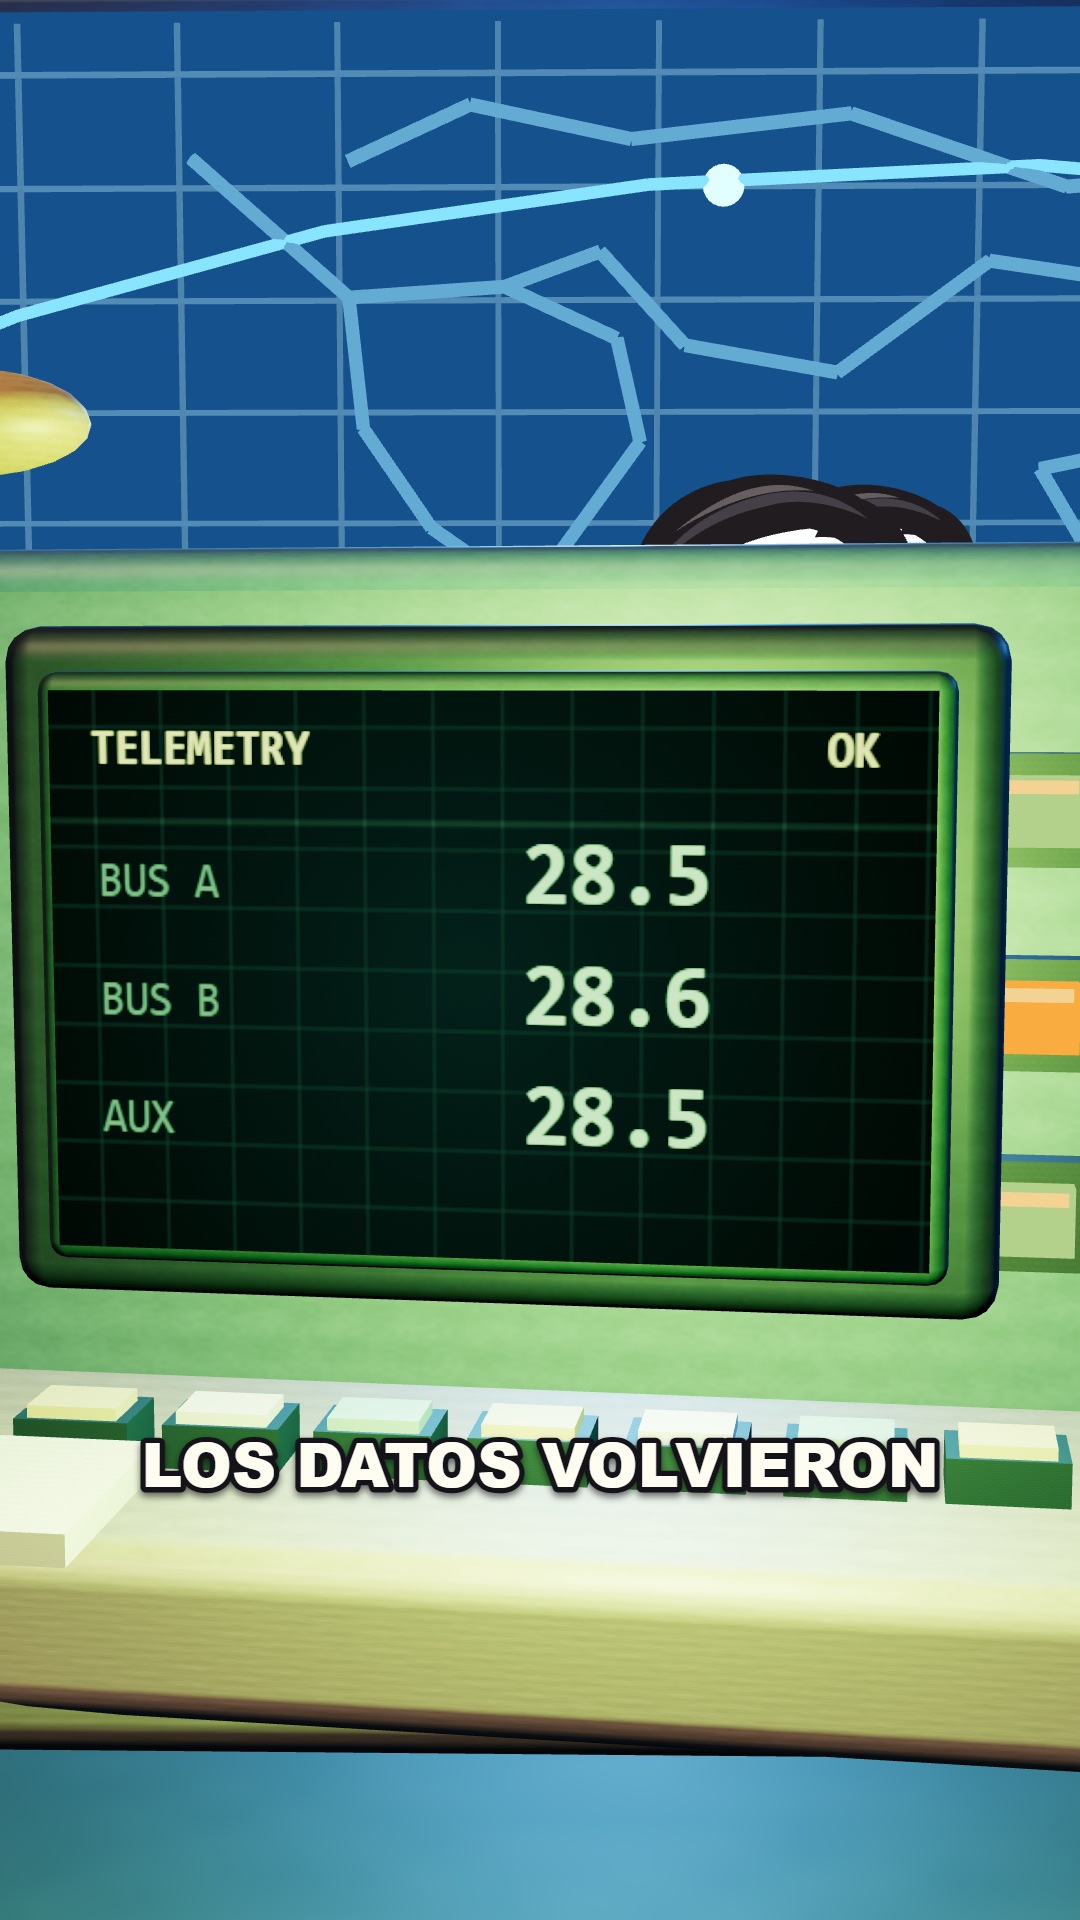 TELEMETRY OK
BUS A 28.5
BUS B 28.6
AUX 28.5
LOS DATOS VOLVIERON